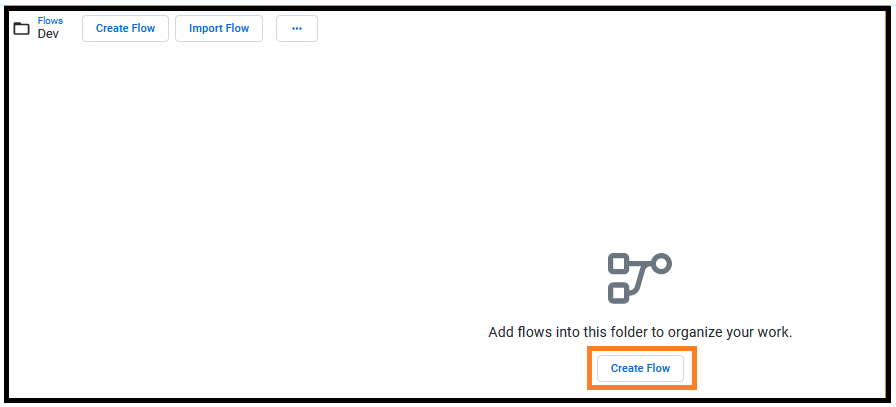 Flows
Dev
Create Flow
Import Flow
...
Add flows into this folder to organize your work.
Create Flow